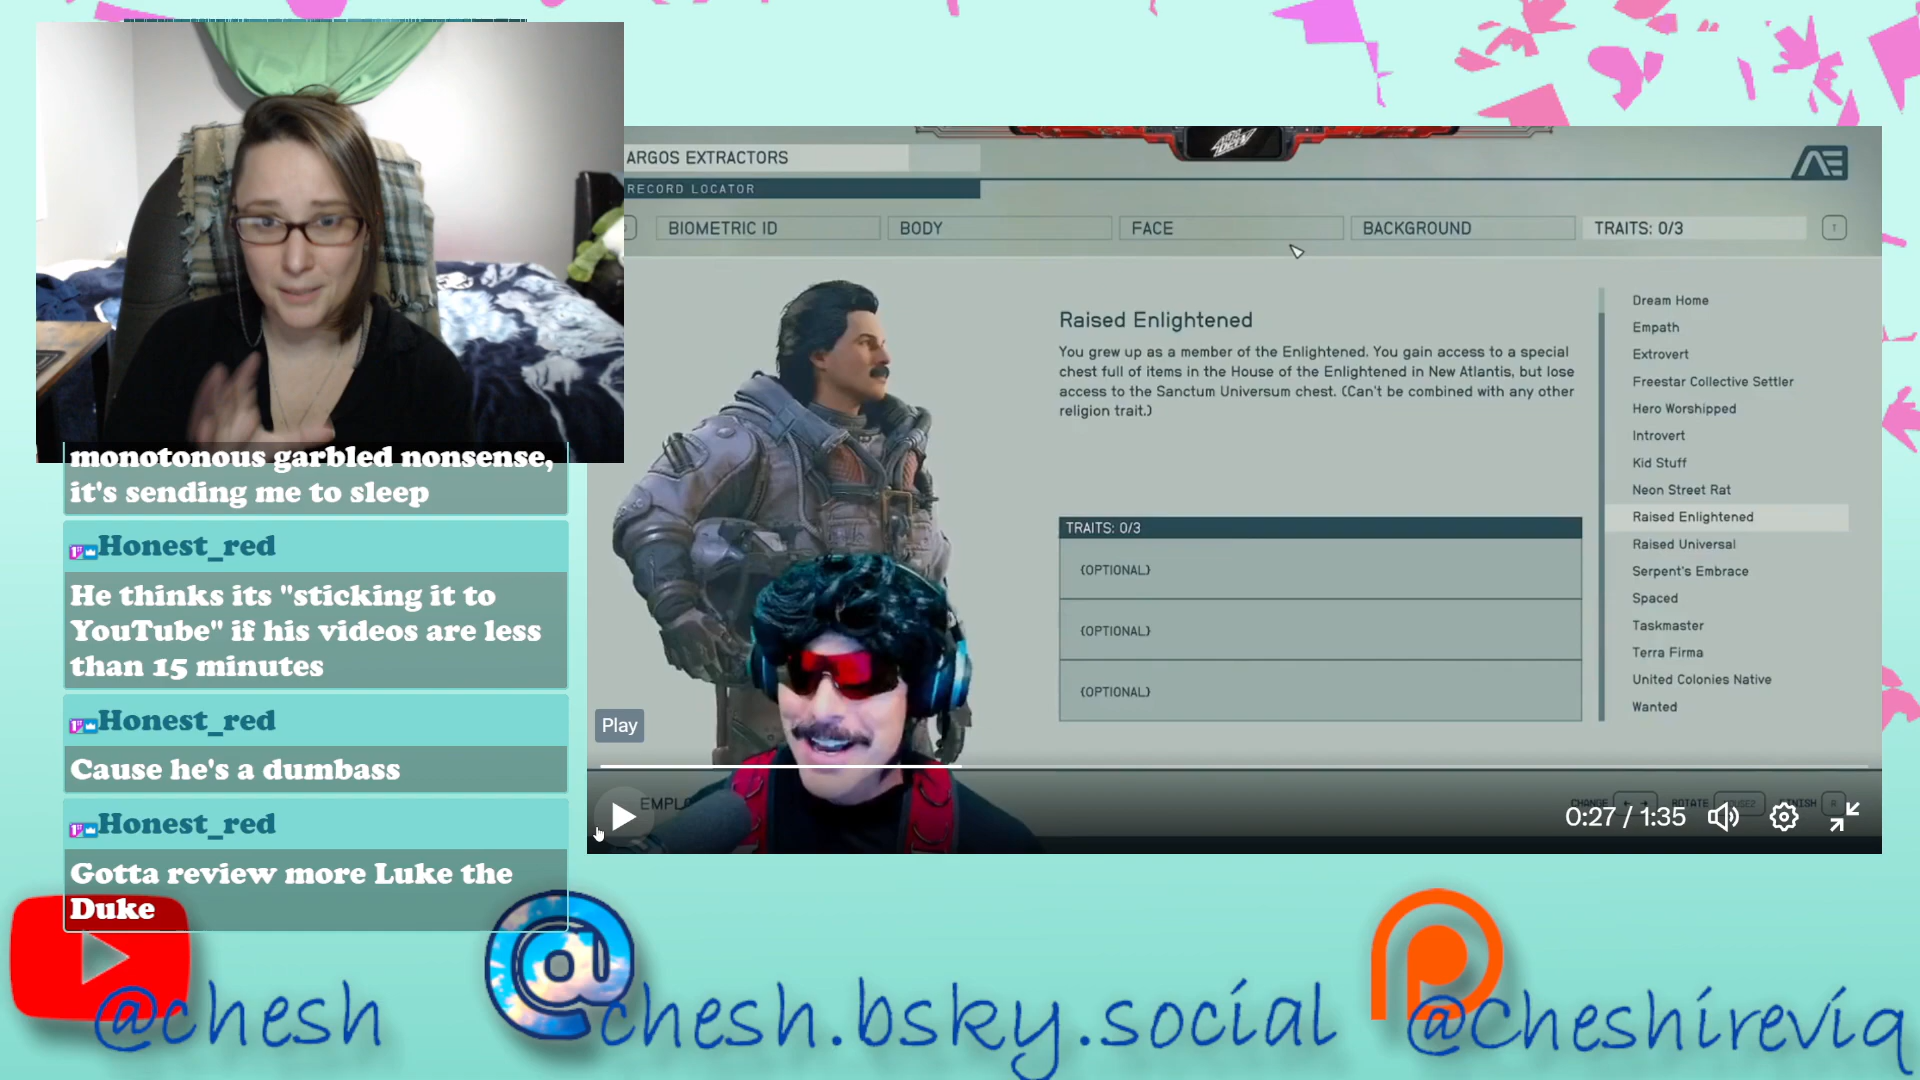 monotonous garbled nonsense,
it's sending me to sleep
Honest_red
He thinks its "sticking it to
YouTube" if his videos are less
than 15 minutes
Honest_red
Cause he's a dumbass
Honest_red
Gotta review more Luke the
Duke
ARGOS EXTRACTORS
RECORD LOCATOR
AE
BIOMETRIC ID
BODY
FACE
BACKGROUND
TRAITS: 0/3
T
Raised Enlightened
You grew up as a member of the Enlightened. You gain access to a special
chest full of items in the House of the Enlightened in New Atlantis, but lose
access to the Sanctum Universum chest. (Can't be combined with any other
religion trait.)
TRAITS: 0/3
(OPTIONAL)
(OPTIONAL)
(OPTIONAL)
Dream Home
Empath
Extrovert
Freestar Collective Settler
Hero Worshipped
Introvert
Kid Stuff
Neon Street Rat
Raised Enlightened
Raised Universal
Serpent's Embrace
Spaced
Taskmaster
Terra Firma
United Colonies Native
Wanted
Play
0:27 / 1:35
@chesh
@chesh.bsky.social
@Cheshireviq